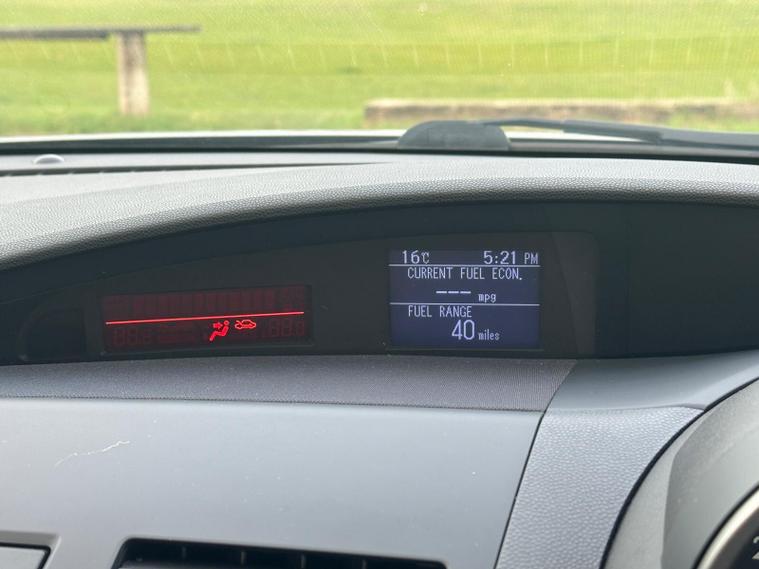 16℃ 5:21 PM
CURRENT FUEL ECON.
--- mpg
FUEL RANGE
40 miles